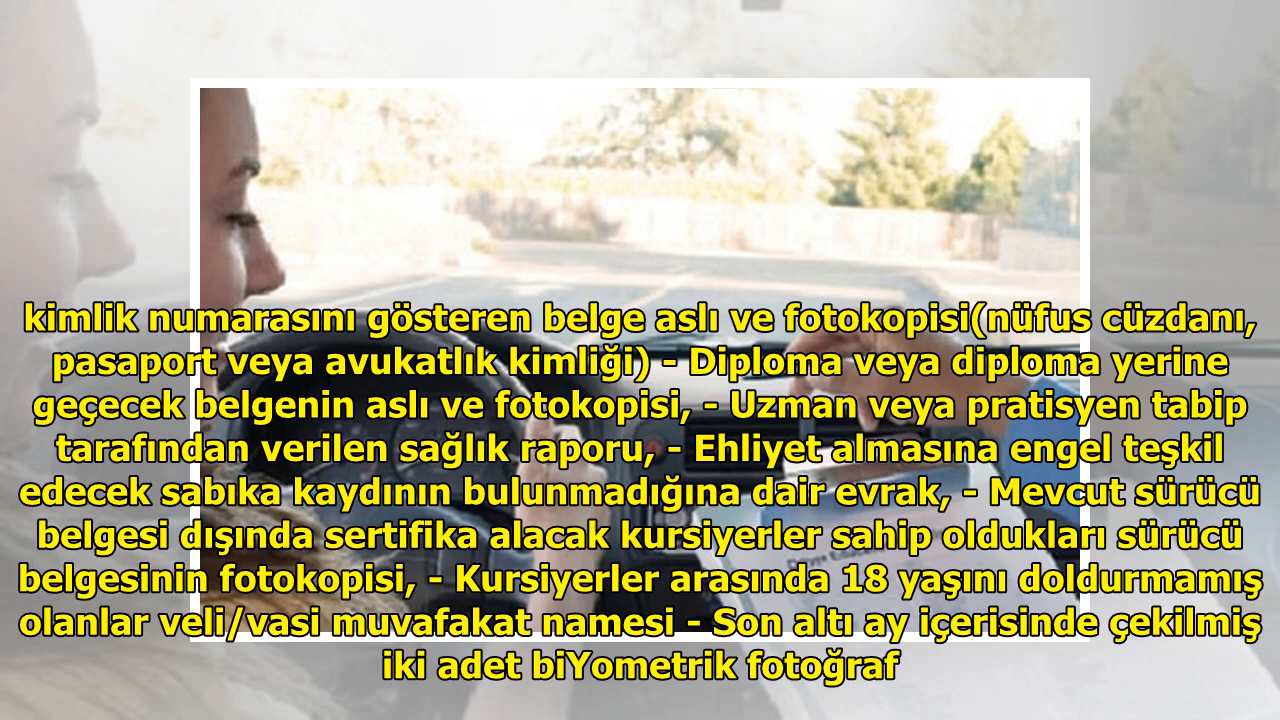 kimlik numarasını gösteren belge aslı ve fotokopisi(nüfus cüzdanı,
pasaport veya avukatlık kimliği) - Diploma veya diploma yerine
geçecek belgenin aslı ve fotokopisi, - Uzman veya pratisyen tabip
tarafından verilen sağlık raporu, - Ehliyet almasına engel teşkil
edecek sabıka kaydının bulunmadığına dair evrak, - Mevcut sürücü
belgesi dışında sertifika alacak kursiyerler sahip oldukları sürücü
belgesinin fotokopisi, - Kursiyerler arasında 18 yaşını doldurmamış
olanlar veli/vasi muvafakat namesi - Son altı ay içerisinde çekilmiş
iki adet biYometrik fotoğraf